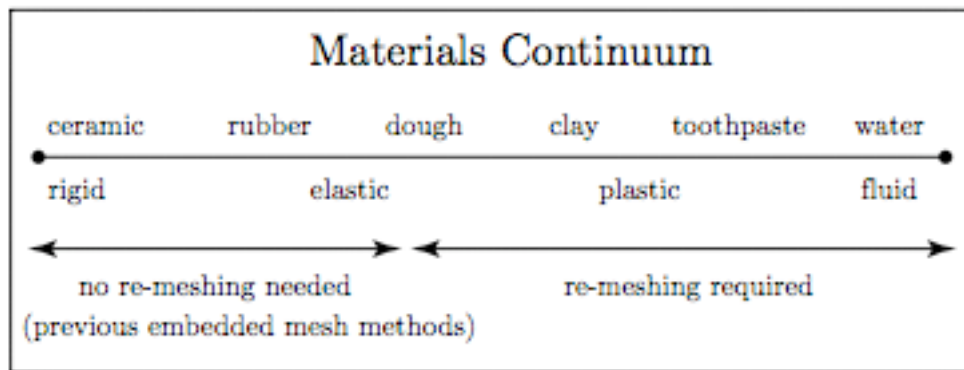 Materials Continuum
ceramic rubber dough clay toothpaste water
rigid elastic plastic fluid
no re-meshing needed re-meshing required
(previous embedded mesh methods)